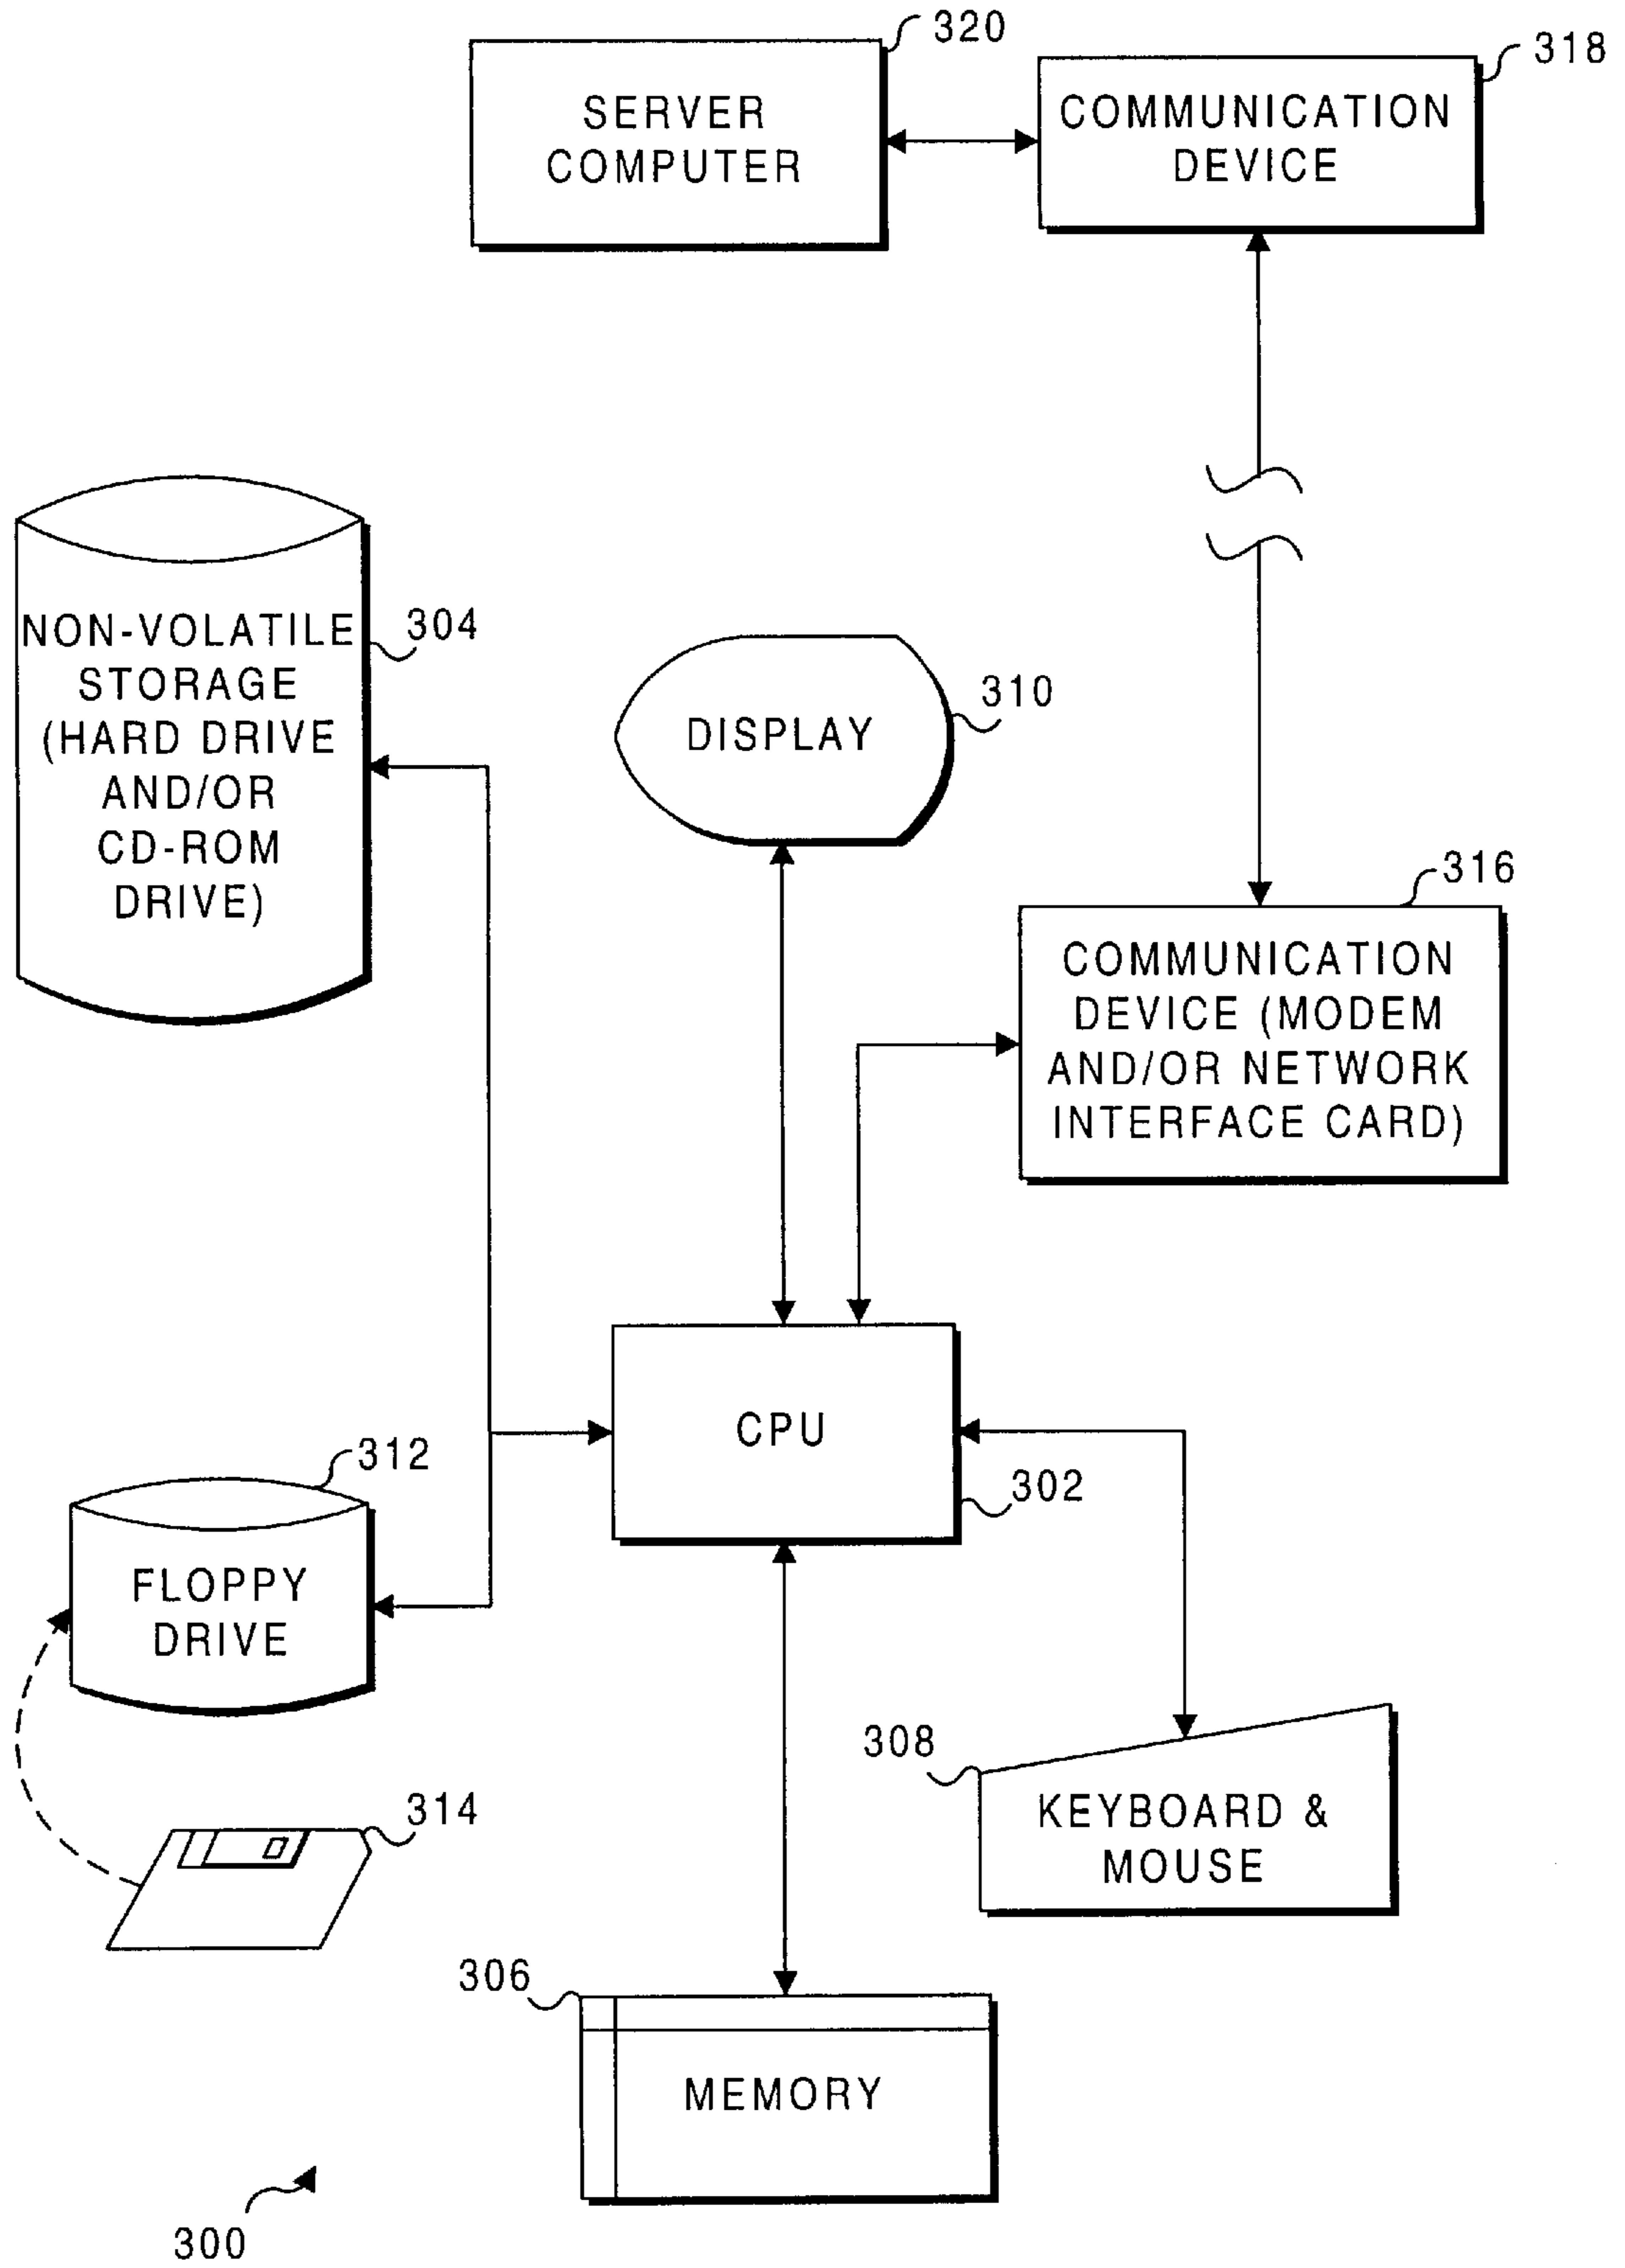 320
318
SERVER
COMPUTER
COMMUNICATION
DEVICE
304
NON-VOLATILE
STORAGE
(HARD DRIVE
AND/OR
CD-ROM
DRIVE)
310
DISPLAY
316
COMMUNICATION
DEVICE (MODEM
AND/OR NETWORK
INTERFACE CARD)
CPU
302
312
FLOPPY
DRIVE
308
KEYBOARD &
MOUSE
314
306
MEMORY
300